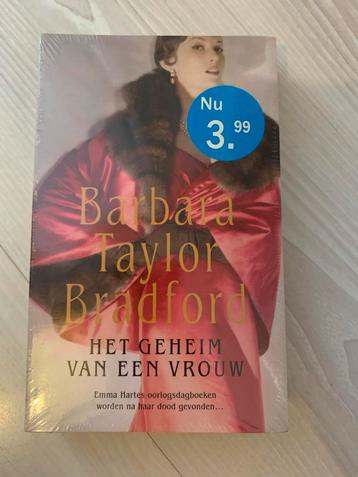 Nu
3.99
Barbara
Taylor
Bradford
HET GEHEIM
VAN EEN VROUW
Emma Hartes oorlogsdagboeken
worden na haar dood gevonden...